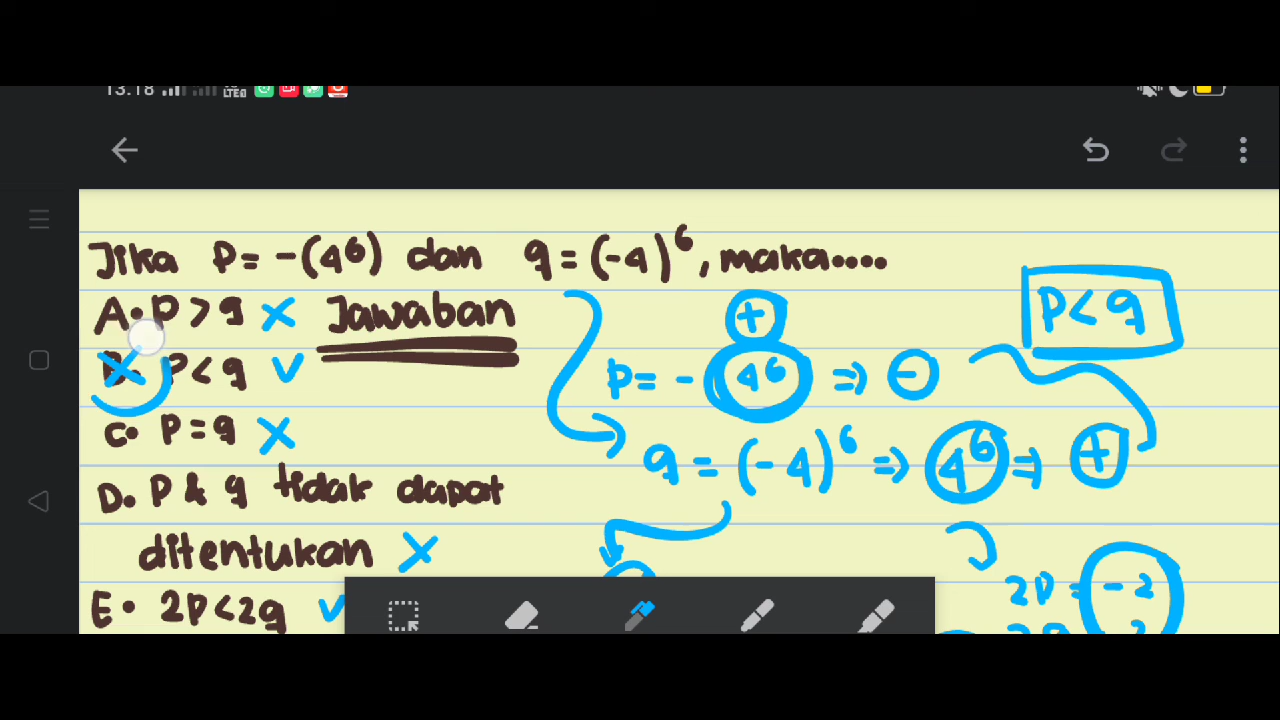 13.18 LTE
Jika P = -(4⁶) dan q = (-4)⁶, maka....
A. P > q X Jawaban
B. P < q V
C. P = q X
D. P & q tidak dapat
ditentukan X
E. 2P < 2q V
P < q
+
P = - 4⁶ ⇒ -
q = (-4)⁶ ⇒ 4⁶ ⇒ +
2P = -2